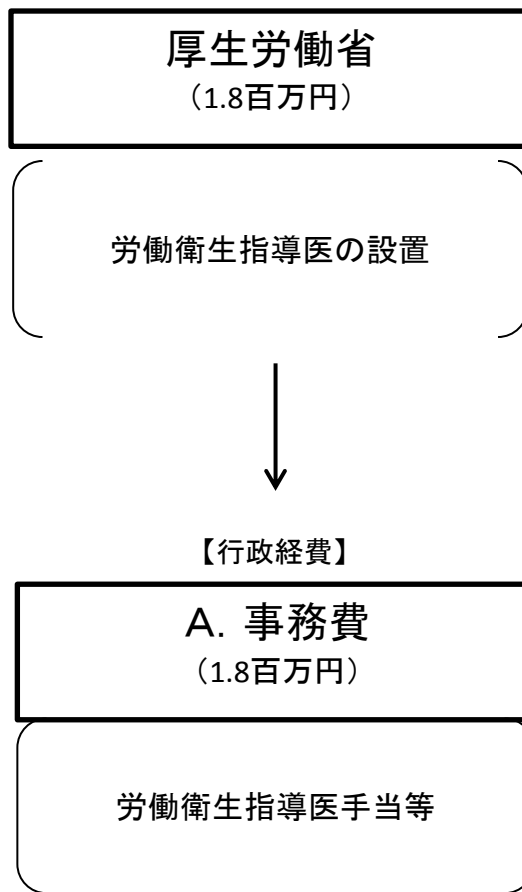 厚生労働省
（1.8百万円）
労働衛生指導医の設置
【行政経費】
A．事務費
（1.8百万円）
労働衛生指導医手当等